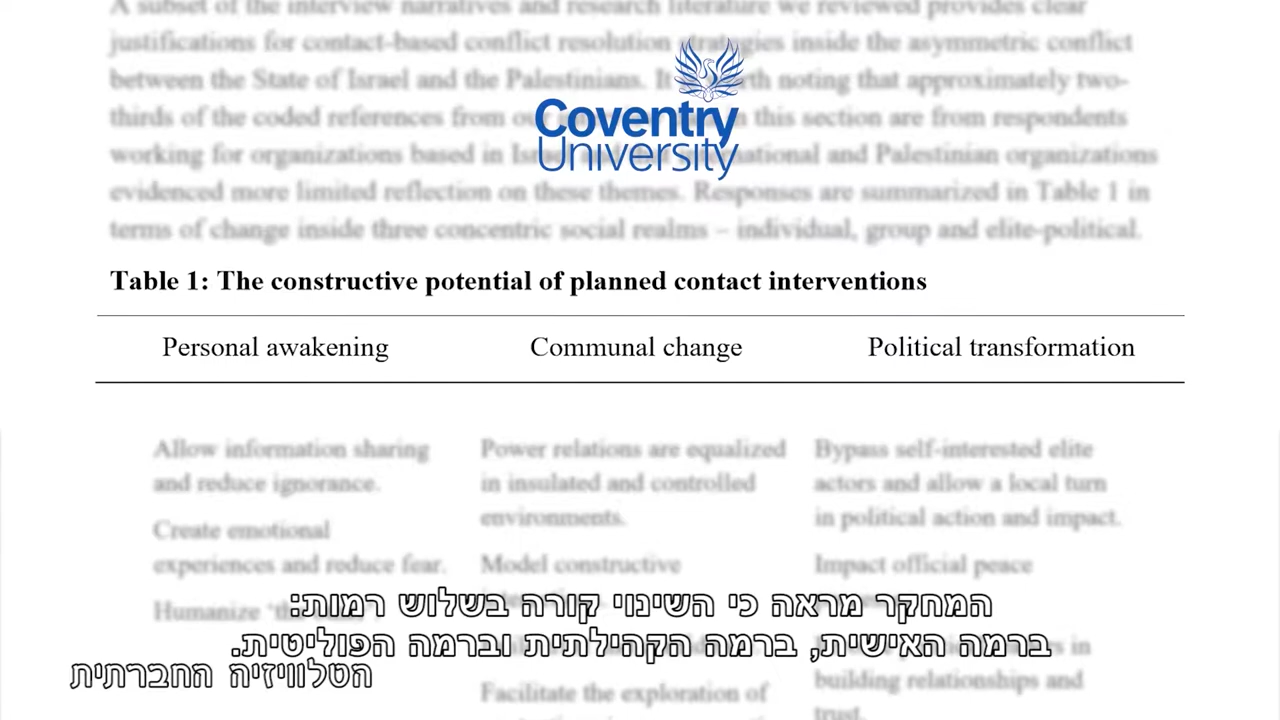 A subset of the interview narratives and research literature we reviewed provides clear
justifications for contact-based conflict resolution strategies inside the asymmetric conflict
between the State of Israel and the Palestinians. It worth noting that approximately two-
thirds of the coded references from our in this section are from respondents
working for organizations based in Israel international and Palestinian organizations
evidenced more limited reflection on these themes. Responses are summarized in Table 1 in
terms of change inside three concentric social realms – individual, group and elite-political.
Coventry
University
Table 1: The constructive potential of planned contact interventions
Personal awakening Communal change Political transformation
Allow information sharing Power relations are equalized Bypass self-interested elite
and reduce ignorance. in insulated and controlled actors and allow a local turn
environments. in political action and impact.
Create emotional
experiences and reduce fear. Model constructive Impact official peace
Humanize
המחקר מראה כי השינוי קורה בשלוש רמות:
ברמה האישית, ברמה הקהילתית וברמה הפוליטית.
הטלוויזיה החברתית
in
building relationships and
Facilitate the exploration of
trust.